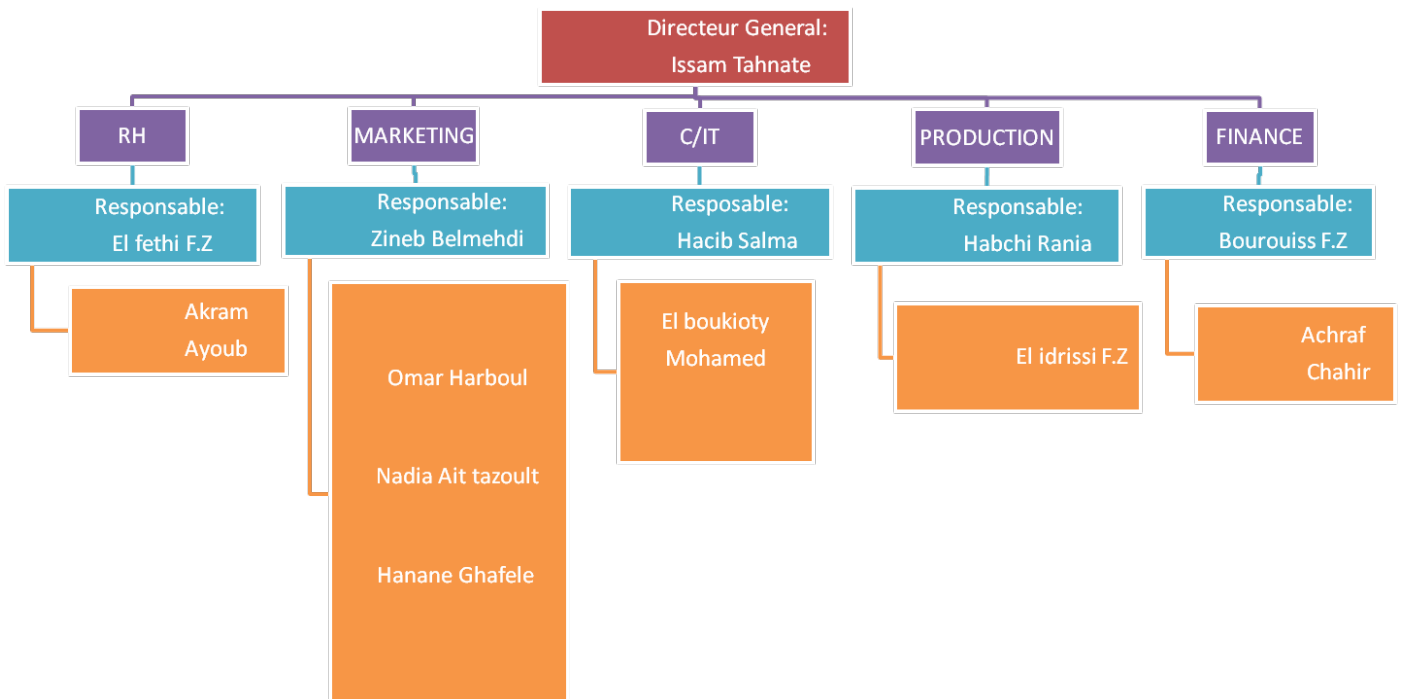 Directeur General:
Issam Tahnate
RH
MARKETING
C/IT
PRODUCTION
FINANCE
Responsable:
El fethi F.Z
Responsable:
Zineb Belmehdi
Resposable:
Hacib Salma
Responsable:
Habchi Rania
Responsable:
Bourouiss F.Z
Akram
Ayoub
Omar Harboul
Nadia Ait tazoult
Hanane Ghafele
El boukioty
Mohamed
El idrissi F.Z
Achraf
Chahir